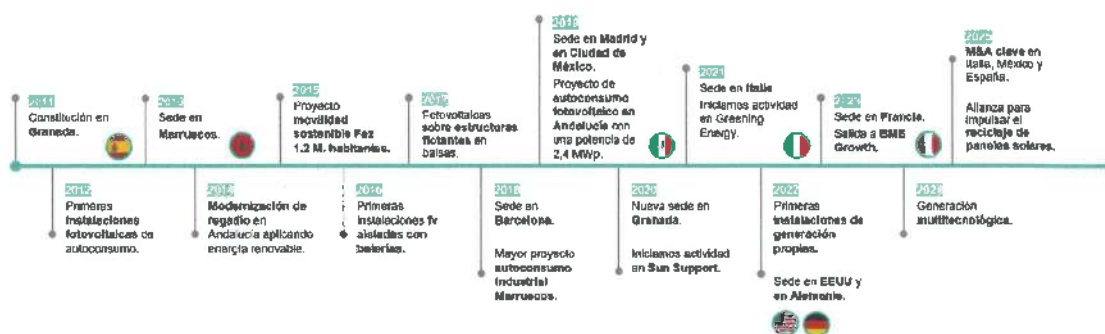 2011
Constitución en
Granada.
2012
Primeras
instalaciones
fotovoltaicas de
autoconsumo.
2013
Sede en
Marruecos.
2014
Modernización de
regadío en
Andalucía aplicando
energía renovable.
2015
Proyecto
movilidad
sostenible Fez
1.2 M. habitantes.
2016
Primeras
instalaciones fv
aisladas con
baterías.
2017
Fotovoltaicas
sobre estructuras
flotantes en
balsas.
2018
Sede en
Barcelona.
Mayor proyecto
autoconsumo
industrial
Marruecos.
2019
Sede en Madrid y
en Ciudad de
México.
Proyecto de
autoconsumo
fotovoltaico en
Andalucía con
una potencia de
2,4 MWp.
2020
Nueva sede en
Granada.
Iniciamos actividad
en Sun Support.
2021
Sede en Italia
Iniciamos actividad
en Greening
Energy.
2022
Primeras
instalaciones de
generación
propias.
Sede en EEUU y
en Alemania.
2023
Sede en Francia.
Salida a BME
Growth.
2024
Generación
multitecnológica.
M&A clave en
Italia, México y
España.
Alianza para
impulsar el
reciclaje de
paneles solares.